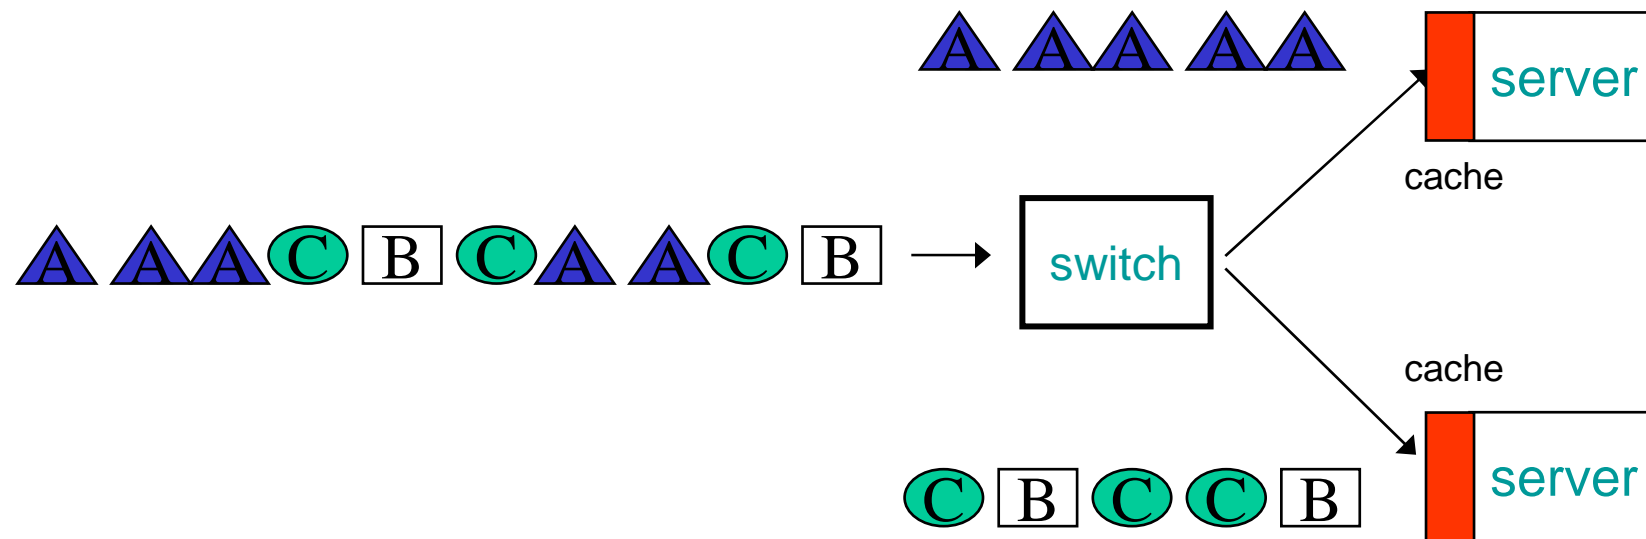 A A A A A
server
cache
A A A C B C A A C B
switch
cache
C B C C B
server